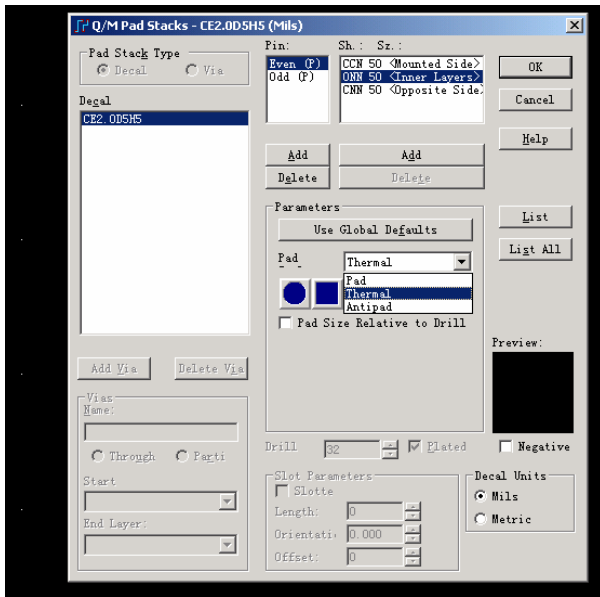 Q/M Pad Stacks - CE2.0D5H5 (Mils)
Pad Stack Type
Decal
Via
Decal
CE2.0D5H5
Add Via
Delete Via
Vias
Name:
Through
Parti
Start
End Layer:
Pin:
Even (P)
Odd (P)
Sh.: Sz.:
CCN 50 <Mounted Side>
ONN 50 <Inner Layers>
CNN 50 <Opposite Side>
Add
Delete
Add
Delete
Parameters
Use Global Defaults
Pad
Thermal
Pad
Thermal
Antipad
Pad Size Relative to Drill
Drill
32
Plated
Slot Parameters
Slotte
Length:
0
Orientati
0.000
Offset:
0
OK
Cancel
Help
List
List All
Preview:
Negative
Decal Units
Mils
Metric